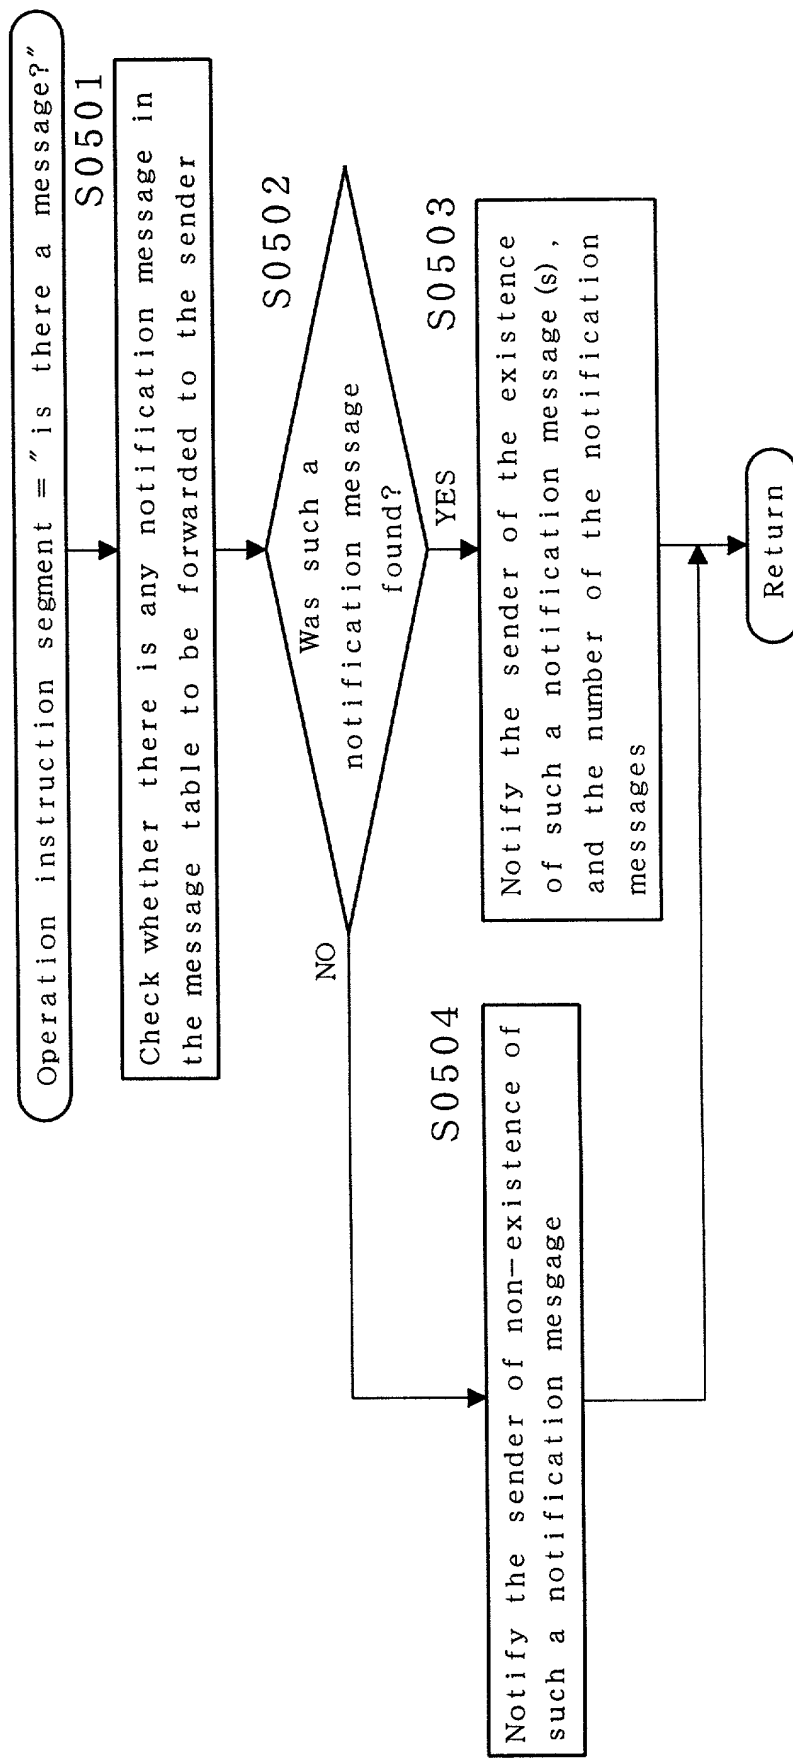 Operation instruction segment = "is there a message?"
S0501
Check whether there is any notification message in
the message table to be forwarded to the sender
S0502
Was such a
notification message
found?
NO
YES
S0503
Notify the sender of the existence
of such a notification message(s),
and the number of the notification
messages
S0504
Notify the sender of non-existence of
such a notification mesgage
Return